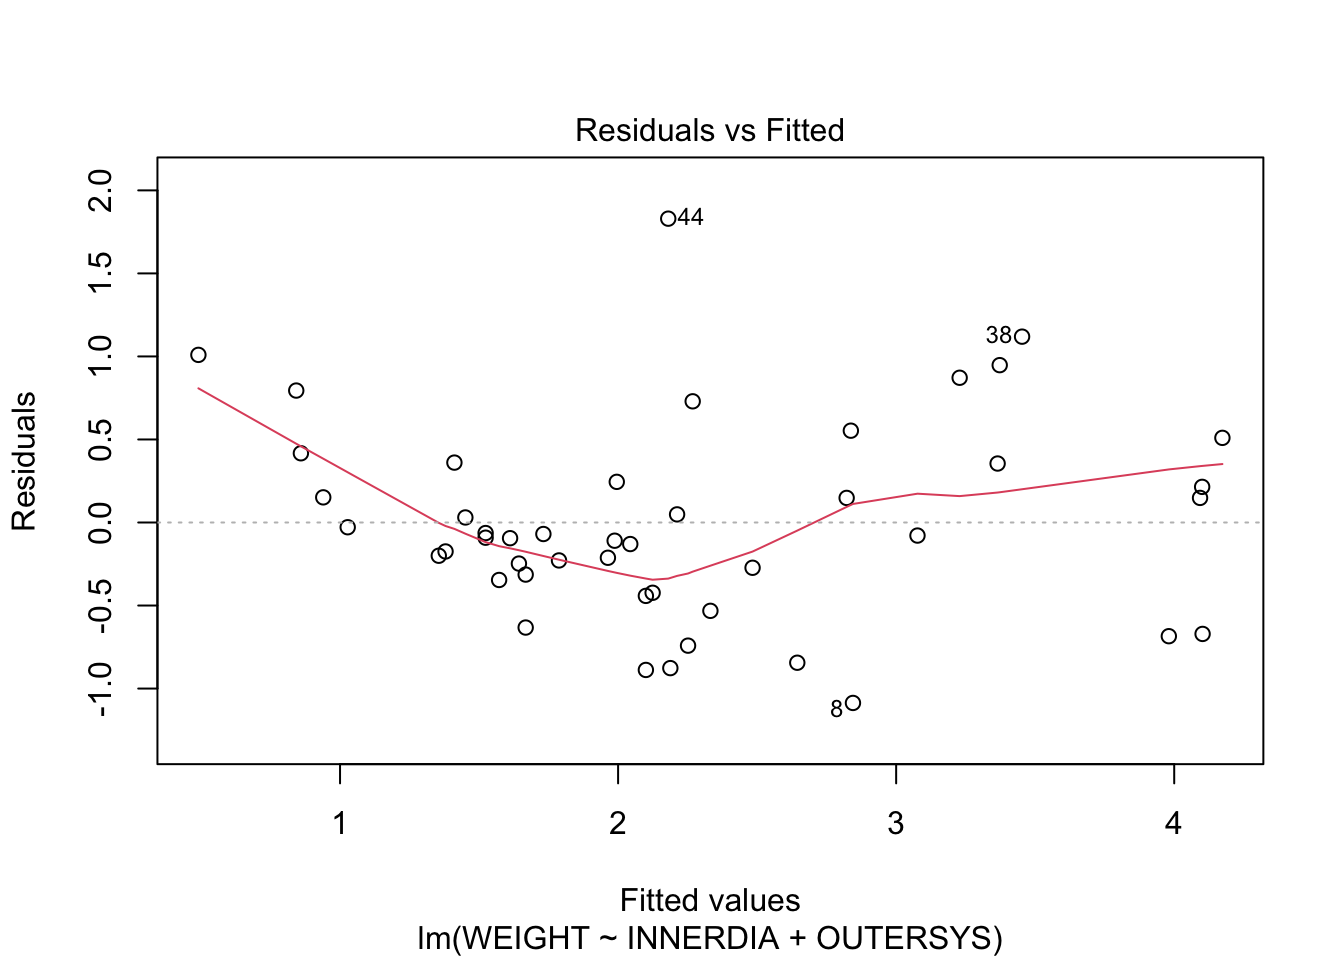 Residuals vs Fitted
2.0
1.5
1.0
0.5
0.0
-0.5
-1.0
Residuals
44
38
8
1 2 3 4
Fitted values
lm(WEIGHT ~ INNERDIA + OUTERSYS)